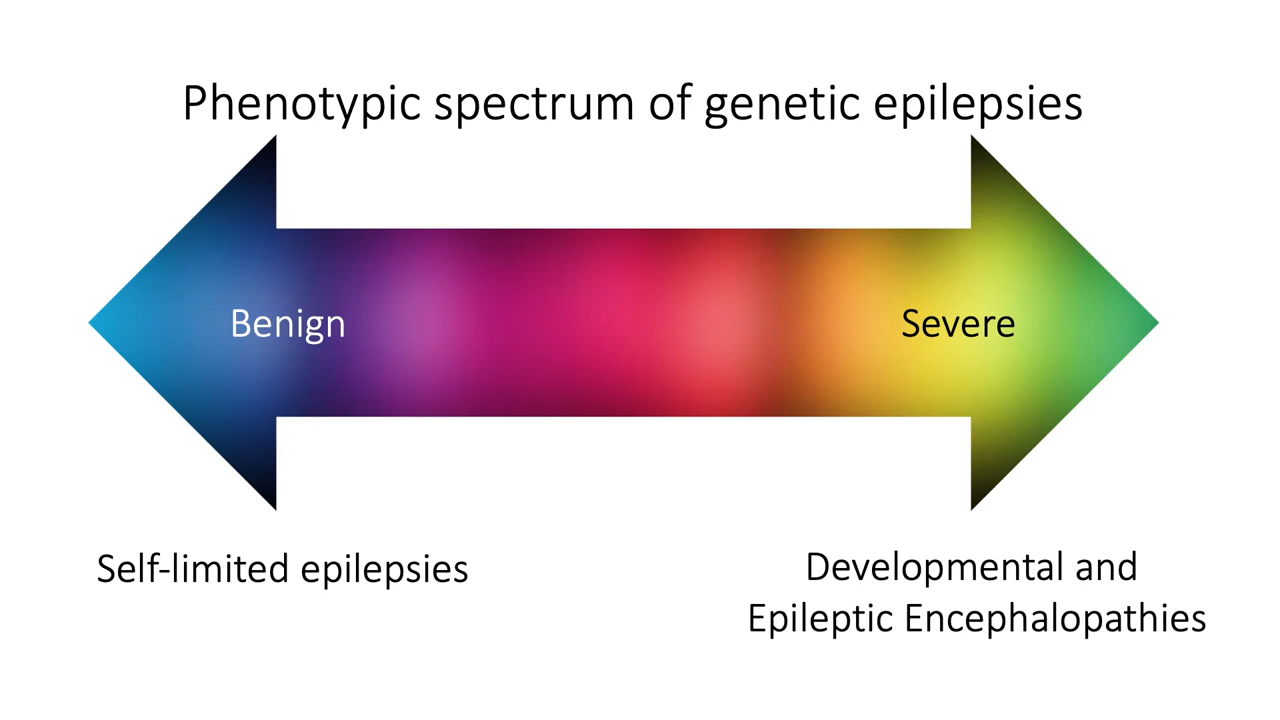 Phenotypic spectrum of genetic epilepsies
Benign
Severe
Self-limited epilepsies
Developmental and
Epileptic Encephalopathies